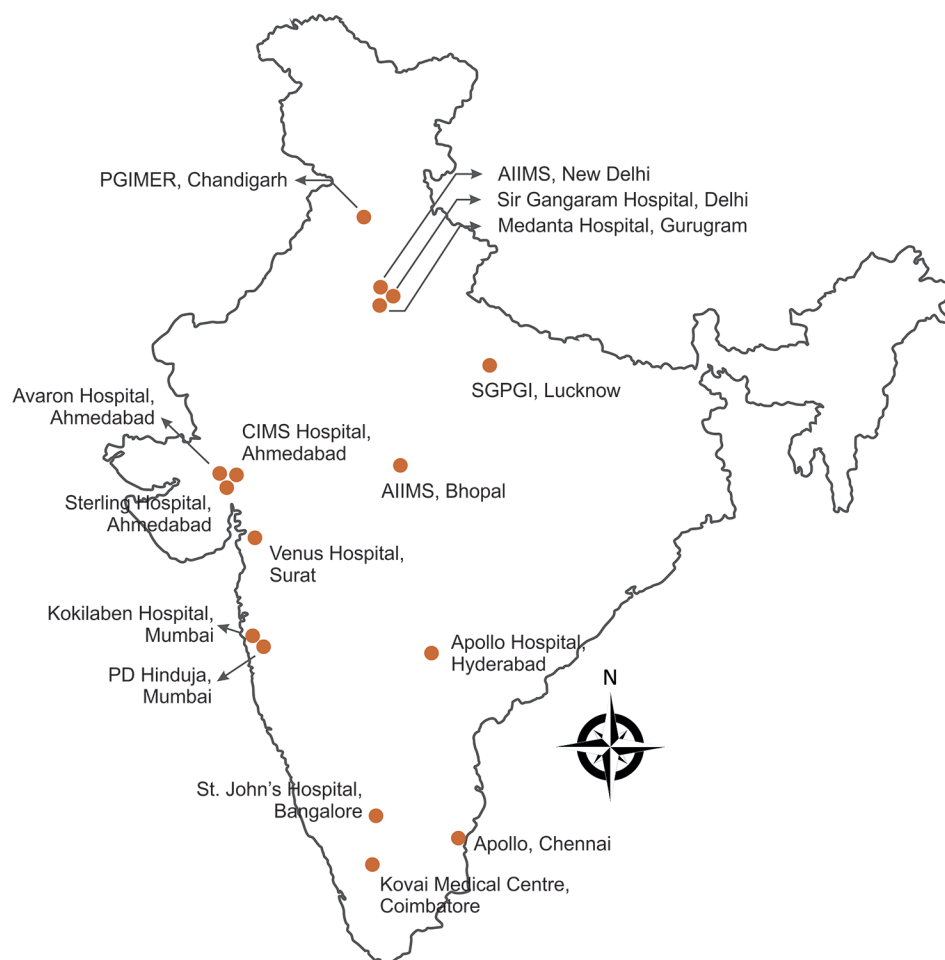 PGIMER, Chandigarh
AIIMS, New Delhi
Sir Gangaram Hospital, Delhi
Medanta Hospital, Gurugram
SGPGI, Lucknow
Avaron Hospital,
Ahmedabad
CIMS Hospital,
Ahmedabad
AIIMS, Bhopal
Sterling Hospital,
Ahmedabad
Venus Hospital,
Surat
Kokilaben Hospital,
Mumbai
PD Hinduja,
Mumbai
Apollo Hospital,
Hyderabad
N
St. John’s Hospital,
Bangalore
Apollo, Chennai
Kovai Medical Centre,
Coimbatore